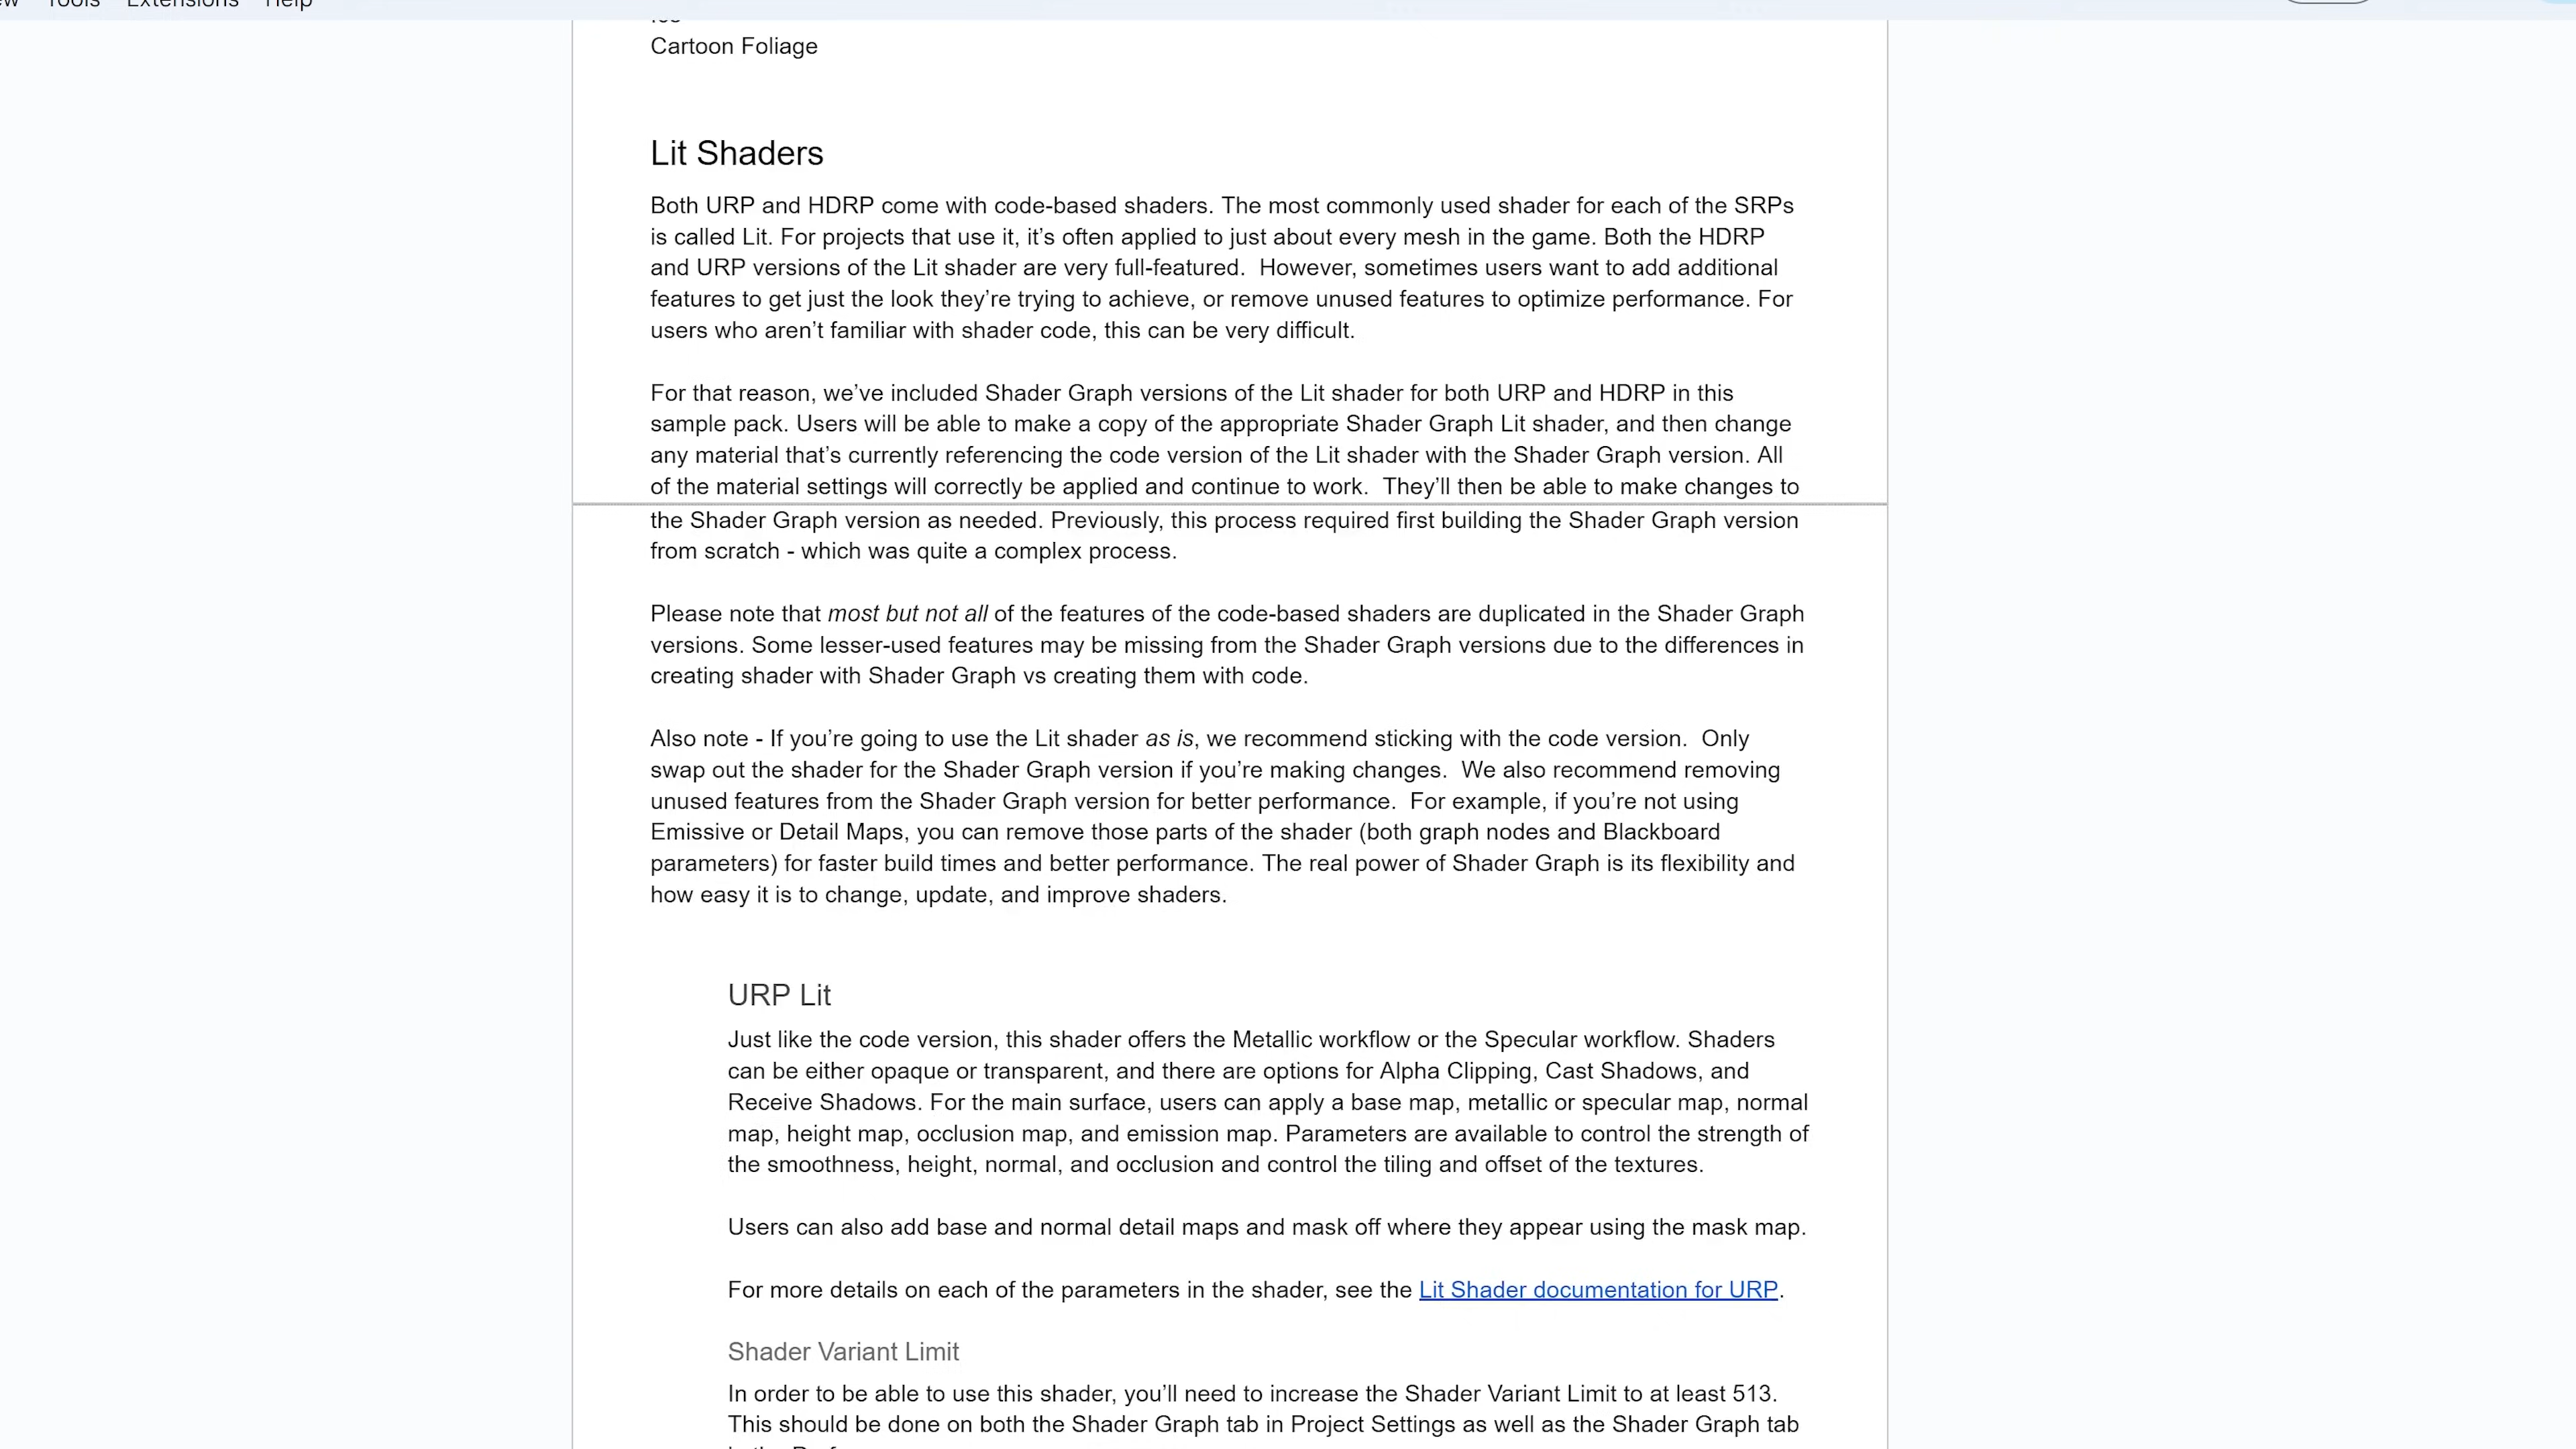 Tools Extensions Help
Cartoon Foliage
Lit Shaders
Both URP and HDRP come with code-based shaders. The most commonly used shader for each of the SRPs
is called Lit. For projects that use it, it’s often applied to just about every mesh in the game. Both the HDRP
and URP versions of the Lit shader are very full-featured.  However, sometimes users want to add additional
features to get just the look they’re trying to achieve, or remove unused features to optimize performance. For
users who aren’t familiar with shader code, this can be very difficult.
For that reason, we’ve included Shader Graph versions of the Lit shader for both URP and HDRP in this
sample pack. Users will be able to make a copy of the appropriate Shader Graph Lit shader, and then change
any material that’s currently referencing the code version of the Lit shader with the Shader Graph version. All
of the material settings will correctly be applied and continue to work.  They’ll then be able to make changes to
the Shader Graph version as needed. Previously, this process required first building the Shader Graph version
from scratch - which was quite a complex process.
Please note that most but not all of the features of the code-based shaders are duplicated in the Shader Graph
versions. Some lesser-used features may be missing from the Shader Graph versions due to the differences in
creating shader with Shader Graph vs creating them with code.
Also note - If you’re going to use the Lit shader as is, we recommend sticking with the code version.  Only
swap out the shader for the Shader Graph version if you’re making changes.  We also recommend removing
unused features from the Shader Graph version for better performance.  For example, if you’re not using
Emissive or Detail Maps, you can remove those parts of the shader (both graph nodes and Blackboard
parameters) for faster build times and better performance. The real power of Shader Graph is its flexibility and
how easy it is to change, update, and improve shaders.
URP Lit
Just like the code version, this shader offers the Metallic workflow or the Specular workflow. Shaders
can be either opaque or transparent, and there are options for Alpha Clipping, Cast Shadows, and
Receive Shadows. For the main surface, users can apply a base map, metallic or specular map, normal
map, height map, occlusion map, and emission map. Parameters are available to control the strength of
the smoothness, height, normal, and occlusion and control the tiling and offset of the textures.
Users can also add base and normal detail maps and mask off where they appear using the mask map.
For more details on each of the parameters in the shader, see the Lit Shader documentation for URP.
Shader Variant Limit
In order to be able to use this shader, you’ll need to increase the Shader Variant Limit to at least 513.
This should be done on both the Shader Graph tab in Project Settings as well as the Shader Graph tab